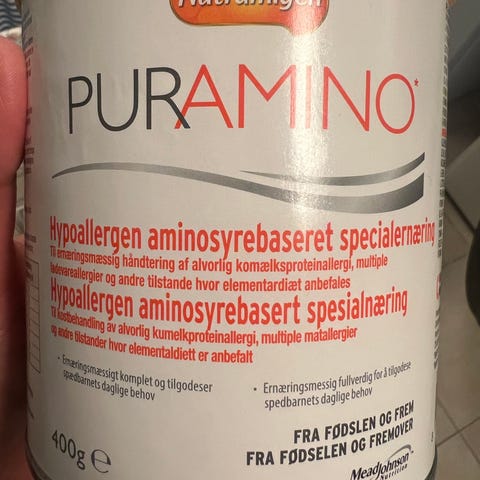 Nutramigen
PURAMINO*
Hypoallergen aminosyrebaseret specialernæring
Til ernæringsmæssig håndtering af alvorlig komælksproteinallergi, multiple
fødevareallergier og andre tilstande hvor elementardiæt anbefales
Hypoallergen aminosyrebasert spesialnæring
Til kostbehandling av alvorlig kumelkproteinallergi, multiple matallergier
og andre tilstander hvor elementaldiett er anbefalt
• Ernæringsmæssigt komplet og tilgodeser
spædbarnets daglige behov
• Ernæringsmessig fullverdig for å tilgodese
spedbarnets daglige behov
FRA FØDSLEN OG FREM
FRA FØDSELEN OG FREMOVER
400g e
MeadJohnson™
Nutrition